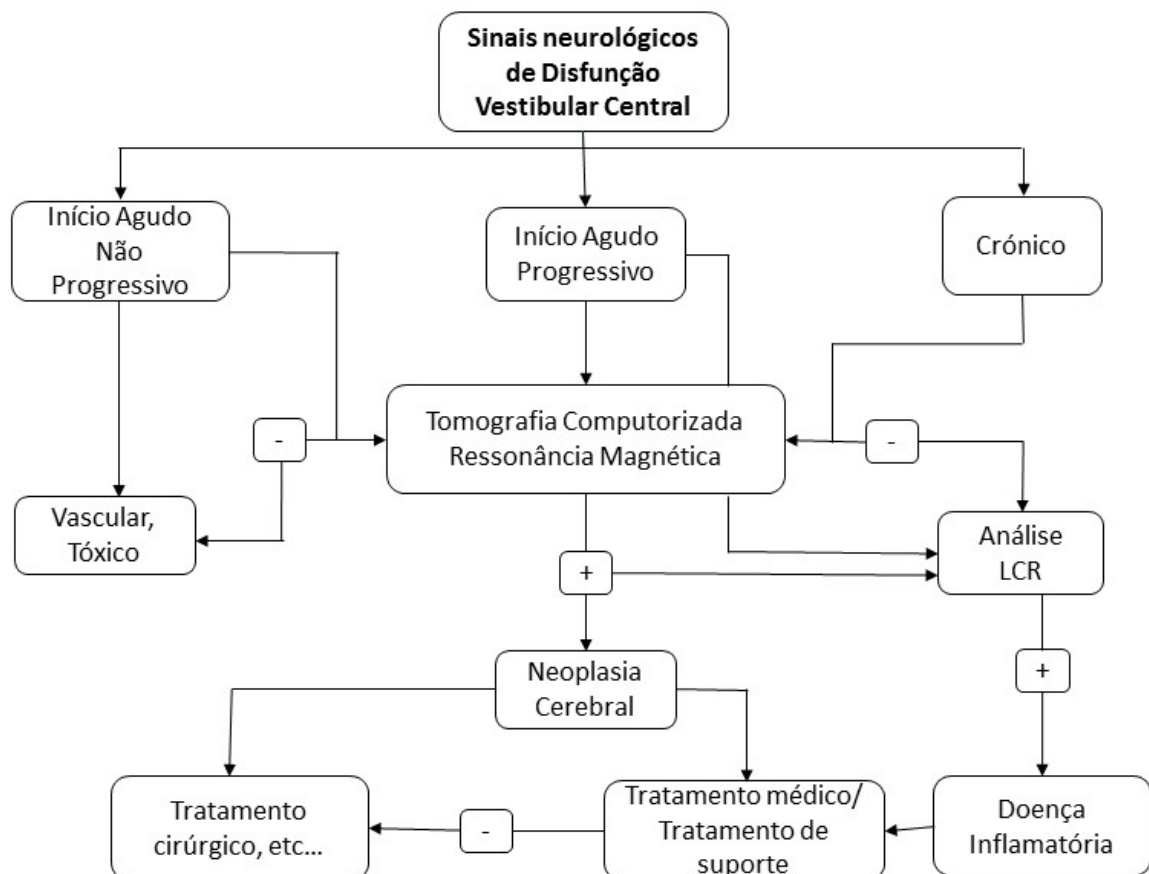 Sinais neurológicos
de Disfunção
Vestibular Central
Início Agudo
Não
Progressivo
Início Agudo
Progressivo
Crónico
Tomografia Computorizada
Ressonância Magnética
-
-
Vascular,
Tóxico
Análise
LCR
+
Neoplasia
Cerebral
+
Tratamento
cirúrgico, etc...
-
Tratamento médico/
Tratamento de
suporte
Doença
Inflamatória